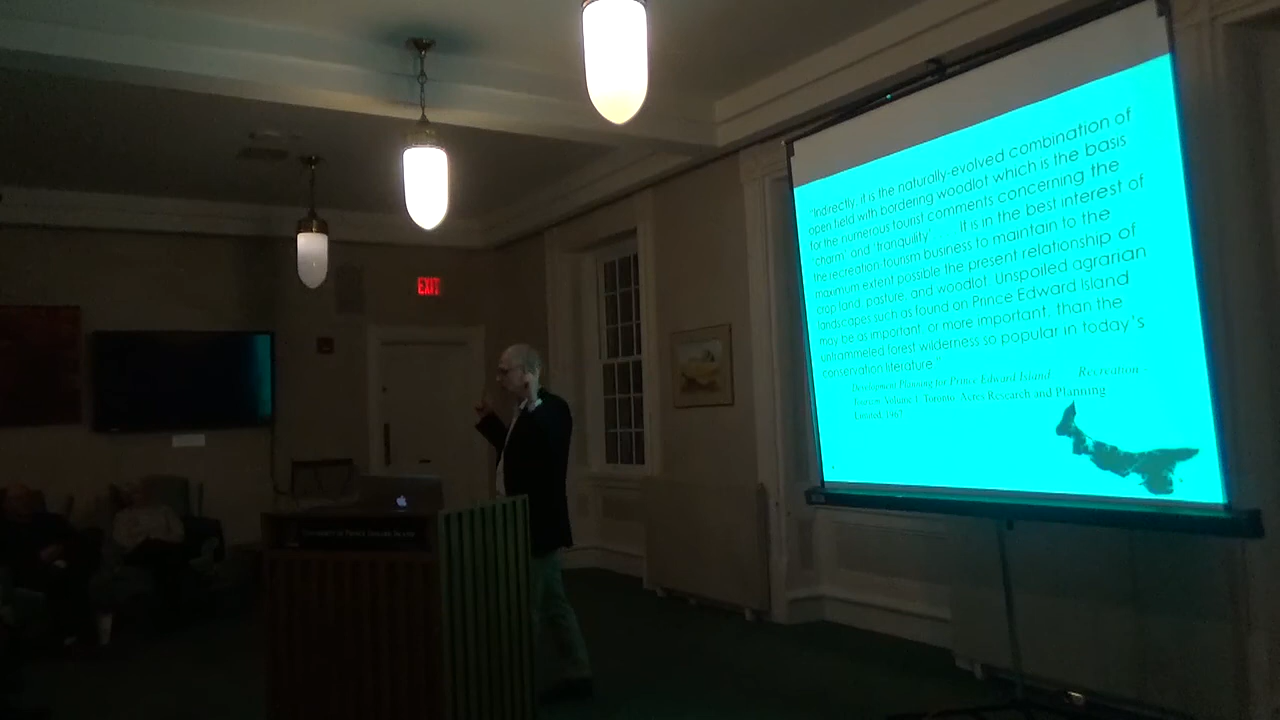 EXIT
"Indirectly, it is the naturally-evolved combination of
open field with bordering woodlot which is the basis
for the numerous tourist comments concerning the
'charm' and 'tranquility' It is in the best interest of
the recreation-tourism business to maintain to the
maximum extent possible the present relationship of
crop land, pasture, and woodlot. Unspoiled agrarian
landscapes such as found on Prince Edward Island
may be as important, or more important, than the
untrammeled forest wilderness so popular in today's
conservation literature."
Development Planning for Prince Edward Island Recreation
Tourism Volume 1. Toronto: Acres Research and Planning
Limited, 1967